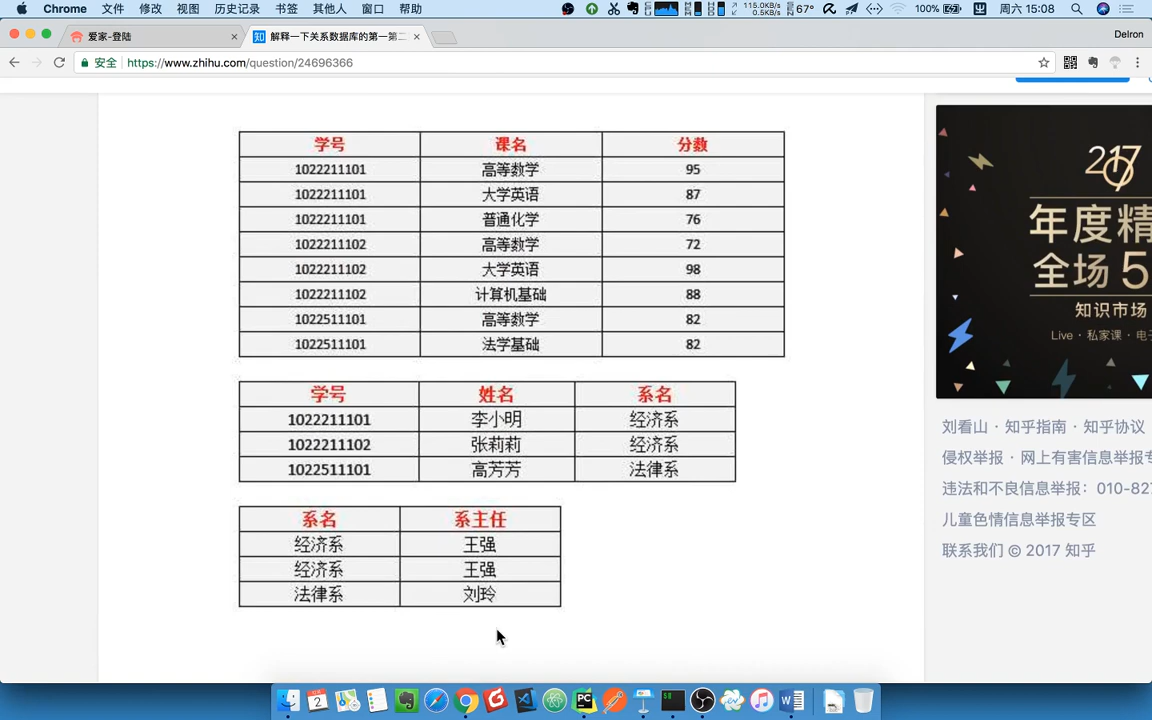 Chrome 文件 修改 视图 历史记录 书签 其他人 窗口 帮助 115.0KB/s 0.5KB/s 67° 100% 周六 15:08
爱家-登陆 解释一下关系数据库的第一第二 Delron
安全 https://www.zhihu.com/question/24696366
学号 课名 分数
1022211101 高等数学 95
1022211101 大学英语 87
1022211101 普通化学 76
1022211102 高等数学 72
1022211102 大学英语 98
1022211102 计算机基础 88
1022511101 高等数学 82
1022511101 法学基础 82
学号 姓名 系名
1022211101 李小明 经济系
1022211102 张莉莉 经济系
1022511101 高芳芳 法律系
系名 系主任
经济系 王强
经济系 王强
法律系 刘玲
2017
年度精
全场5
知识市场
Live · 私家课 · 电子
刘看山 · 知乎指南 · 知乎协议
侵权举报 · 网上有害信息举报专
违法和不良信息举报：010-827
儿童色情信息举报专区
联系我们 © 2017 知乎